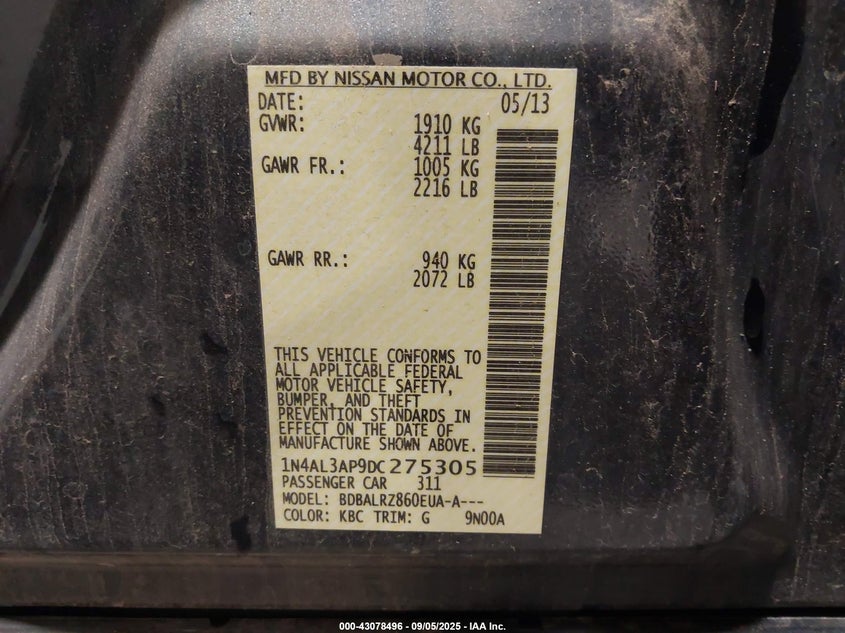 MFD BY NISSAN MOTOR CO., LTD.
DATE: 05/13
GVWR: 1910 KG
4211 LB
GAWR FR.: 1005 KG
2216 LB
GAWR RR.: 940 KG
2072 LB
THIS VEHICLE CONFORMS TO
ALL APPLICABLE FEDERAL
MOTOR VEHICLE SAFETY,
BUMPER, AND THEFT
PREVENTION STANDARDS IN
EFFECT ON THE DATE OF
MANUFACTURE SHOWN ABOVE.
1N4AL3AP9DC275305
PASSENGER CAR 311
MODEL: BDBALRZ860EUA-A---
COLOR: KBC TRIM: G 9N00A
000-43078496 - 09/05/2025 - IAA Inc.